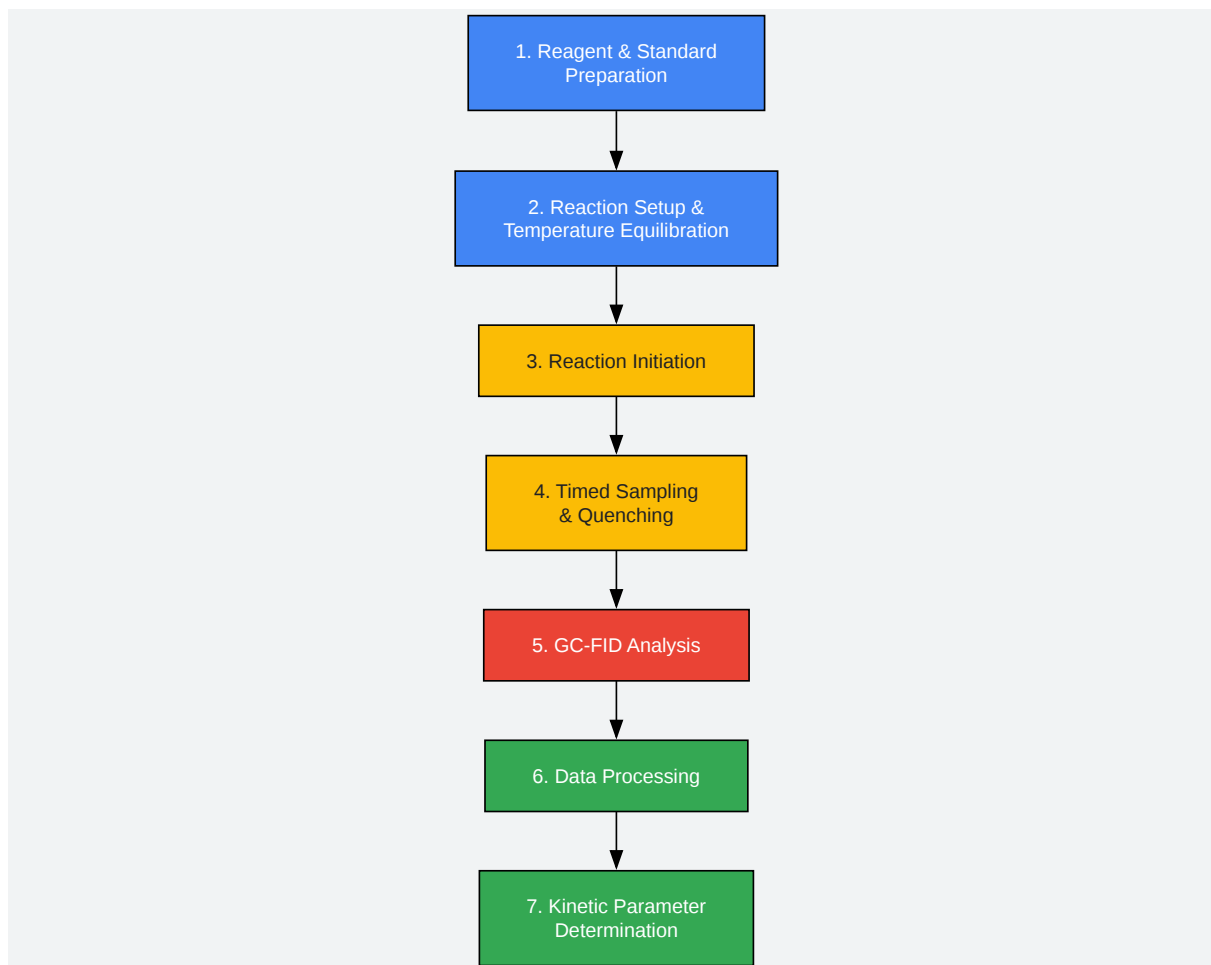 1. Reagent & Standard
Preparation
2. Reaction Setup &
Temperature Equilibration
3. Reaction Initiation
4. Timed Sampling
& Quenching
5. GC-FID Analysis
6. Data Processing
7. Kinetic Parameter
Determination